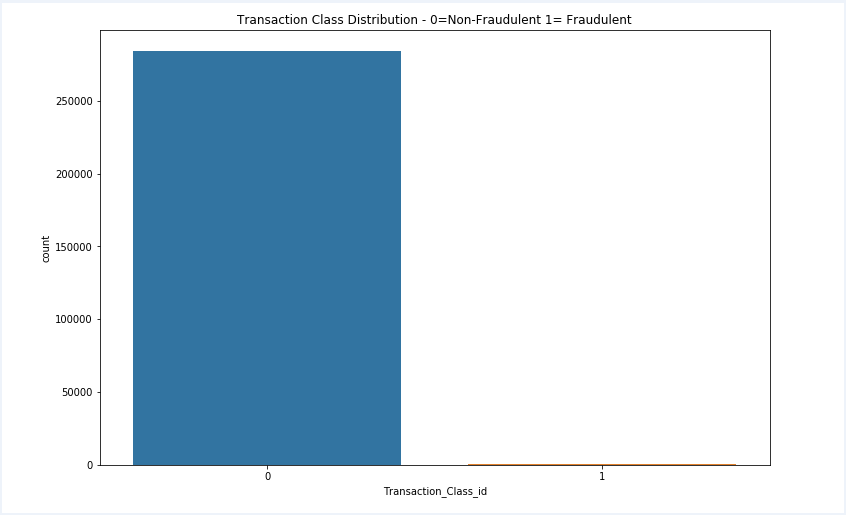 Transaction Class Distribution - 0=Non-Fraudulent 1= Fraudulent
250000
200000
150000
100000
50000
0
count
0 1
Transaction_Class_id